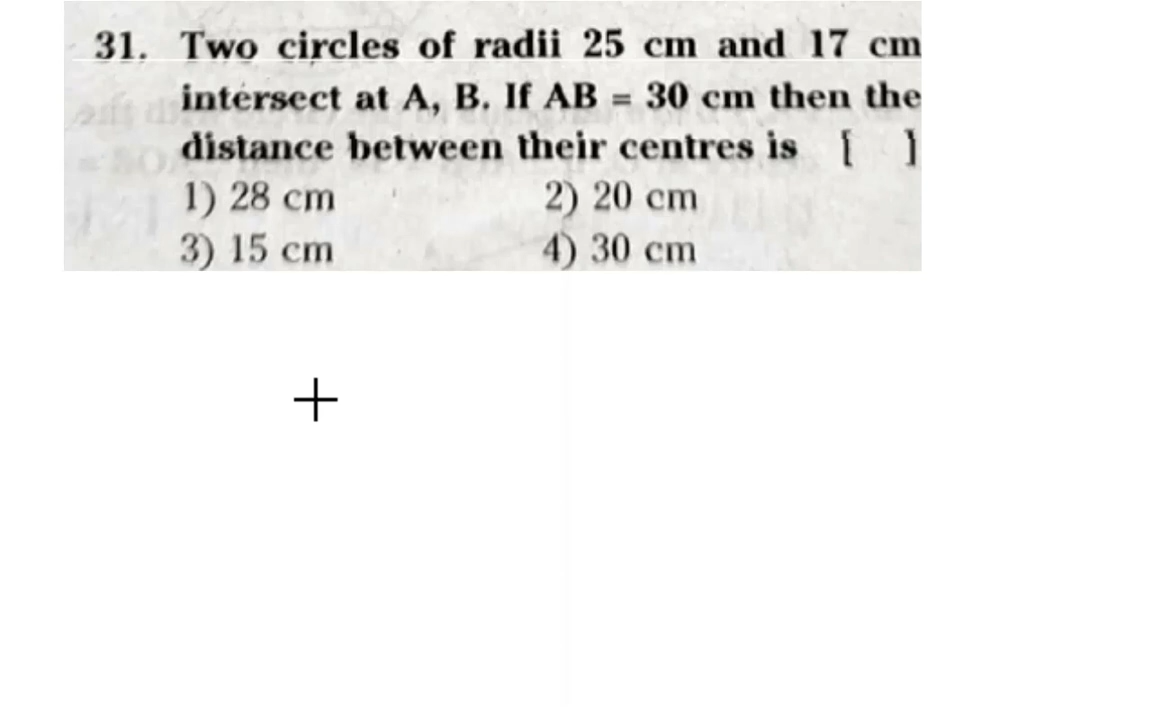 31. Two circles of radii 25 cm and 17 cm
intersect at A, B. If AB = 30 cm then the
distance between their centres is [ ]
1) 28 cm 2) 20 cm
3) 15 cm 4) 30 cm